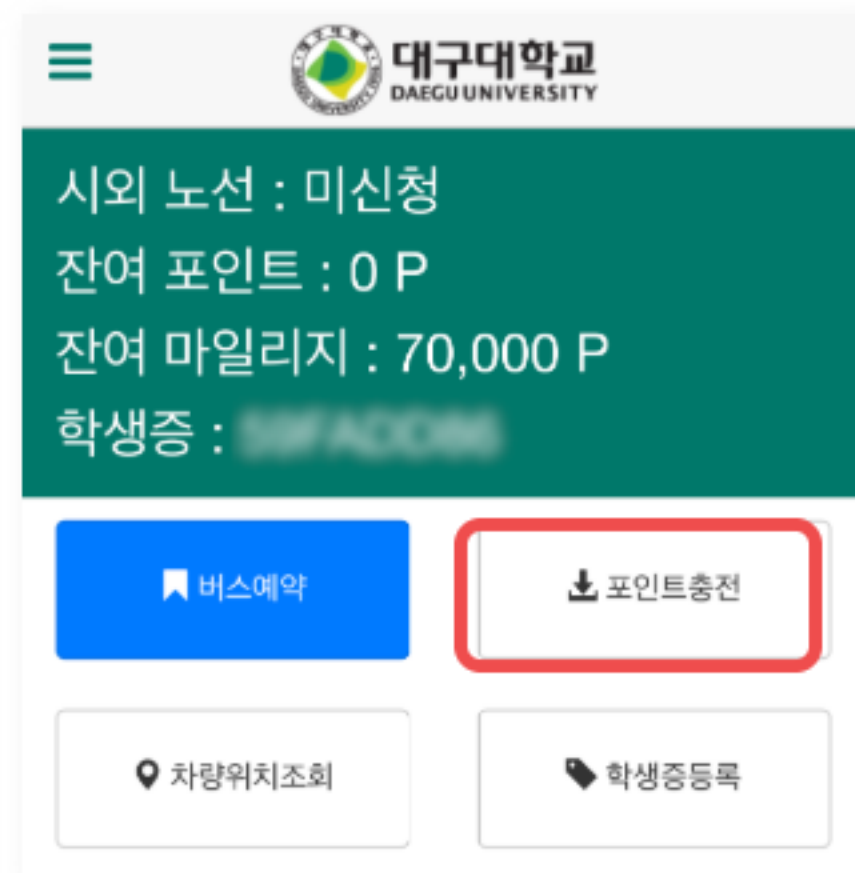 대구대학교
DAEGU UNIVERSITY
시외 노선 : 미신청
잔여 포인트 : 0 P
잔여 마일리지 : 70,000 P
학생증 :
버스예약
포인트충전
차량위치조회
학생증등록